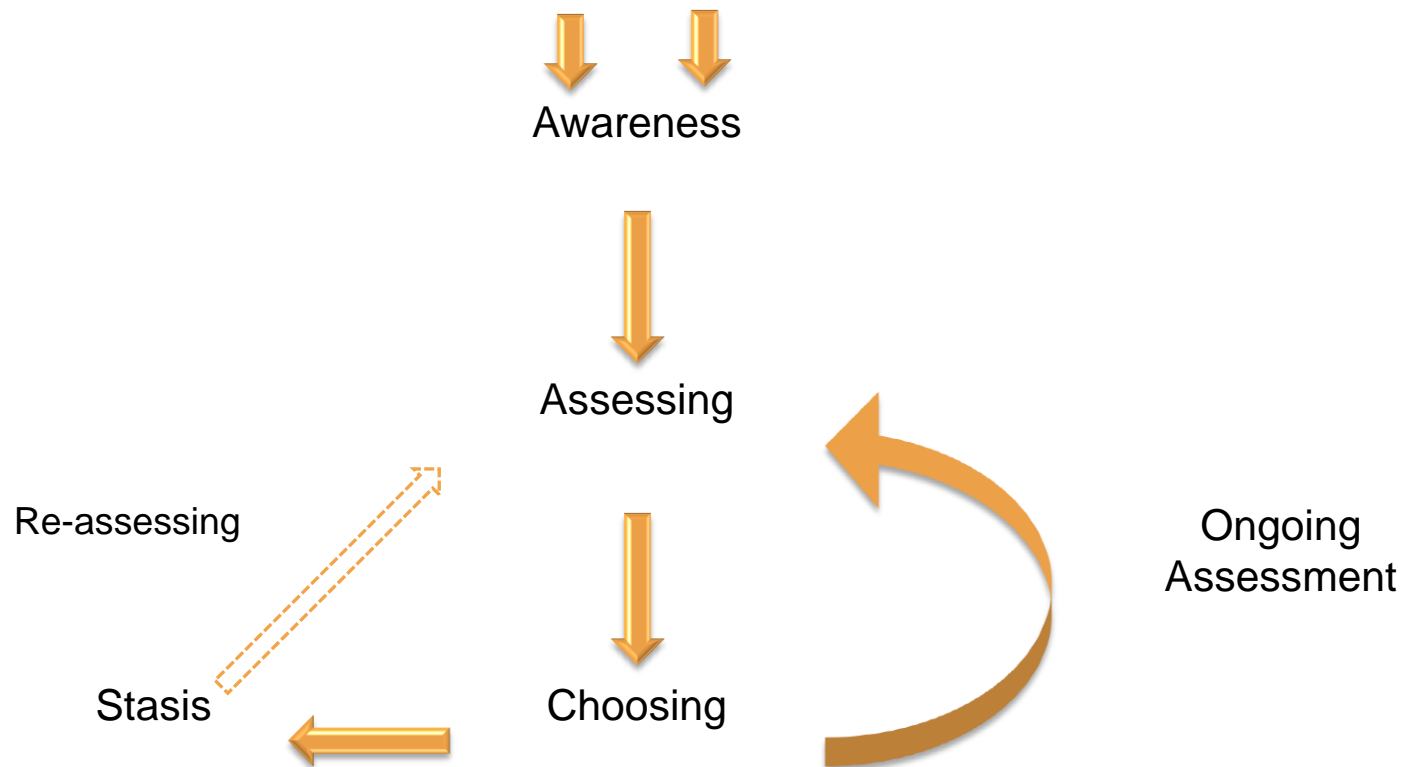 Awareness
Assessing
Re-assessing
Ongoing
Assessment
Stasis
Choosing